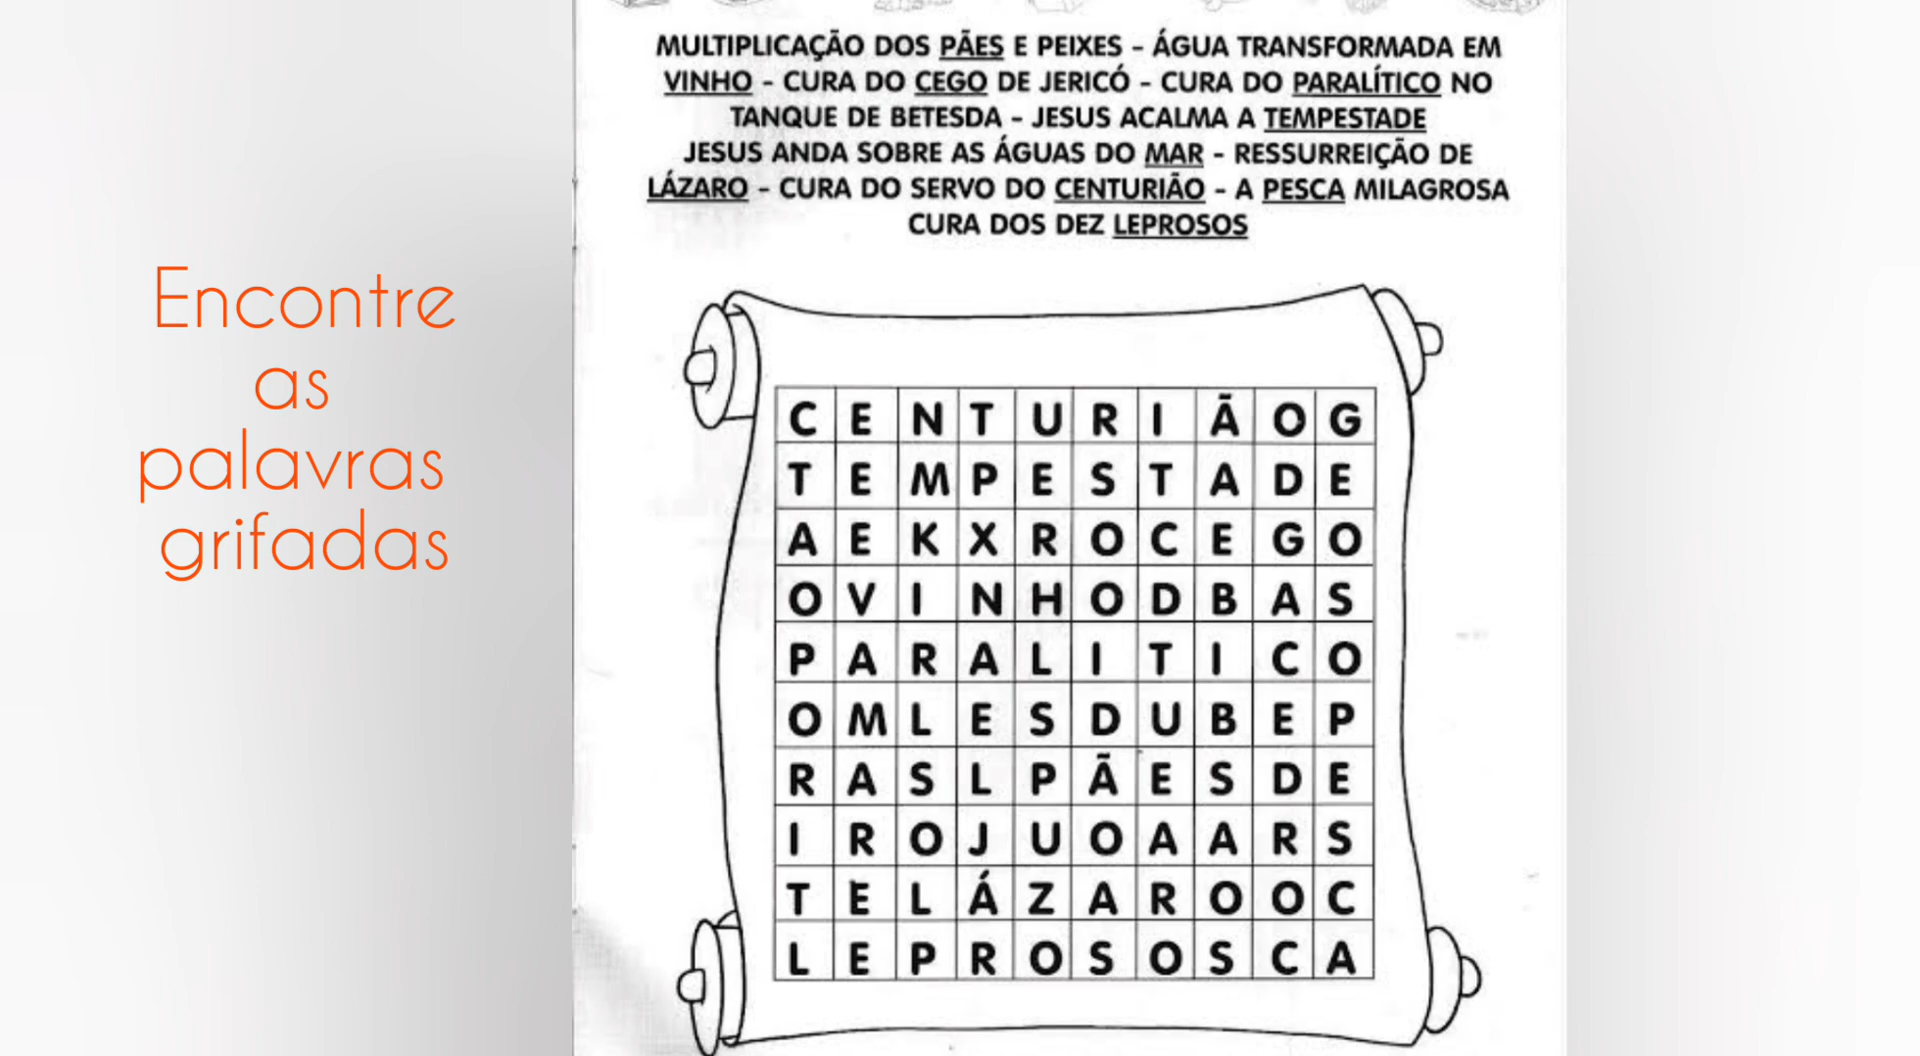 Encontre
as
palavras
grifadas
MULTIPLICAÇÃO DOS PÃES E PEIXES - ÁGUA TRANSFORMADA EM
VINHO - CURA DO CEGO DE JERICÓ - CURA DO PARALÍTICO NO
TANQUE DE BETESDA - JESUS ACALMA A TEMPESTADE
JESUS ANDA SOBRE AS ÁGUAS DO MAR - RESSURREIÇÃO DE
LÁZARO - CURA DO SERVO DO CENTURIÃO - A PESCA MILAGROSA
CURA DOS DEZ LEPROSOS
C E N T U R I Ã O G
T E M P E S T A D E
A E K X R O C E G O
O V I N H O D B A S
P A R A L I T I C O
O M L E S D U B E P
R A S L P Ã E S D E
I R O J U O A A R S
T E L Á Z A R O O C
L E P R O S O S C A